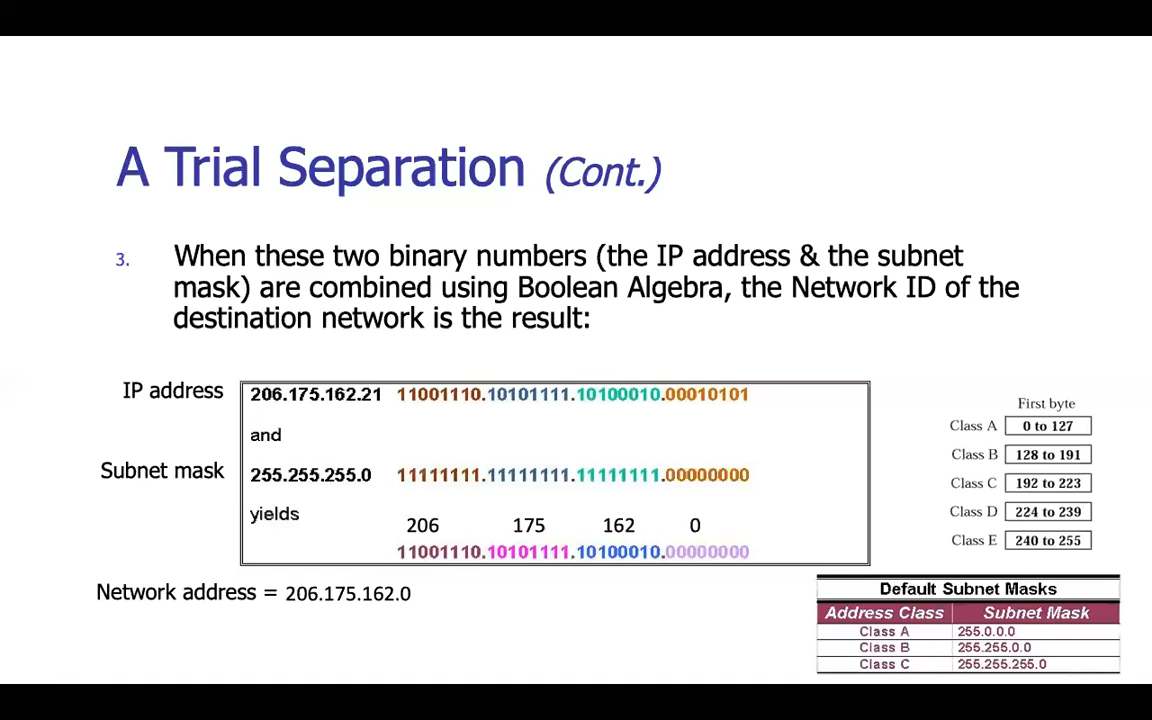 A Trial Separation (Cont.)
3. When these two binary numbers (the IP address & the subnet
mask) are combined using Boolean Algebra, the Network ID of the
destination network is the result:
IP address 206.175.162.21 11001110.10101111.10100010.00010101
and
Subnet mask 255.255.255.0 11111111.11111111.11111111.00000000
yields
206 175 162 0
11001110.10101111.10100010.00000000
Network address = 206.175.162.0
First byte
Class A 0 to 127
Class B 128 to 191
Class C 192 to 223
Class D 224 to 239
Class E 240 to 255
Default Subnet Masks
Address Class Subnet Mask
Class A 255.0.0.0
Class B 255.255.0.0
Class C 255.255.255.0